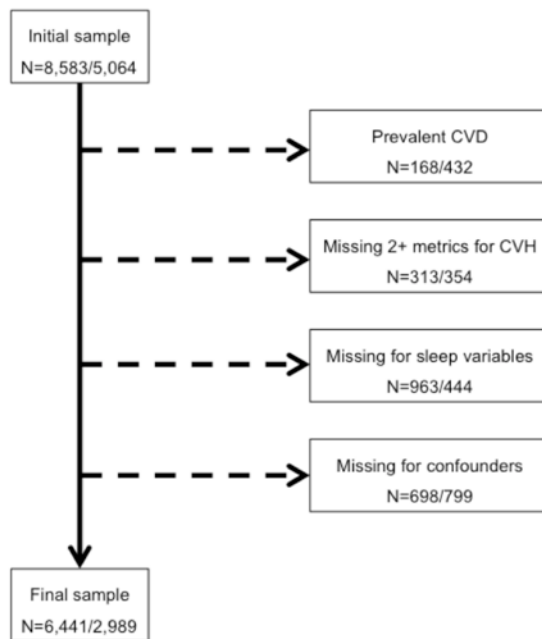 Initial sample
N=8,583/5,064
Prevalent CVD
N=168/432
Missing 2+ metrics for CVH
N=313/354
Missing for sleep variables
N=963/444
Missing for confounders
N=698/799
Final sample
N=6,441/2,989